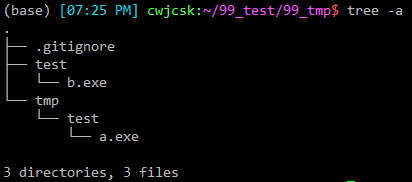 (base) [07:25 PM] cwjcsk:~/99_test/99_tmp$ tree -a
.
├── .gitignore
├── test
│   └── b.exe
└── tmp
    └── test
        └── a.exe

3 directories, 3 files